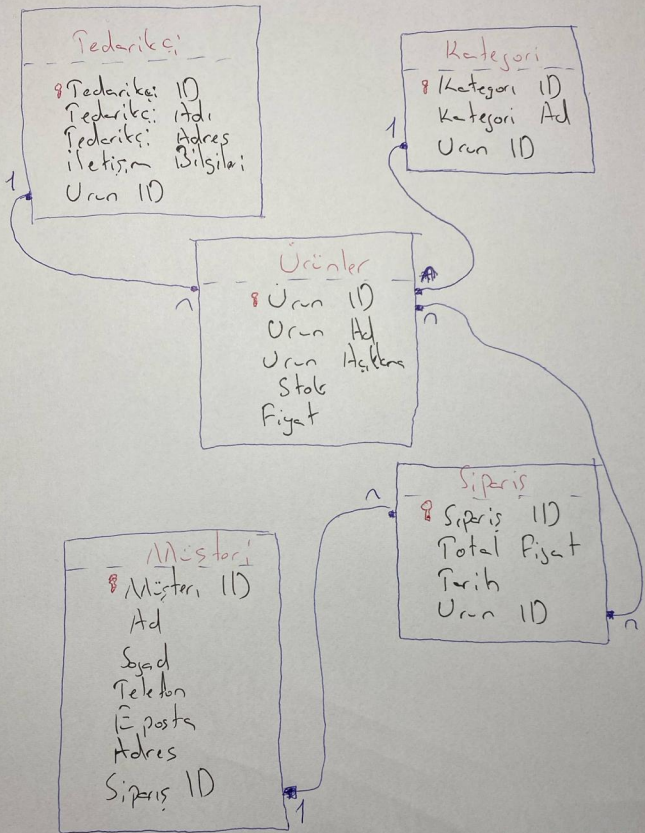 Tedarikçi
Tedarikçi ID
Tedarikçi Adı
Tedarikçi Adres
iletişim Bilgileri
Urun ID
1
Kategori
Kategori ID
Kategori Ad
Urun ID
1
Ürünler
Urun ID
Urun Ad
Urun
Stok
Fiyat
n
n
Sipariş
Sipariş ID
Total Fiyat
Tarih
Urun ID
n
n
Müşteri
Müşteri ID
Ad
Soyad
Telefon
E posta
Adres
Sipariş ID
1